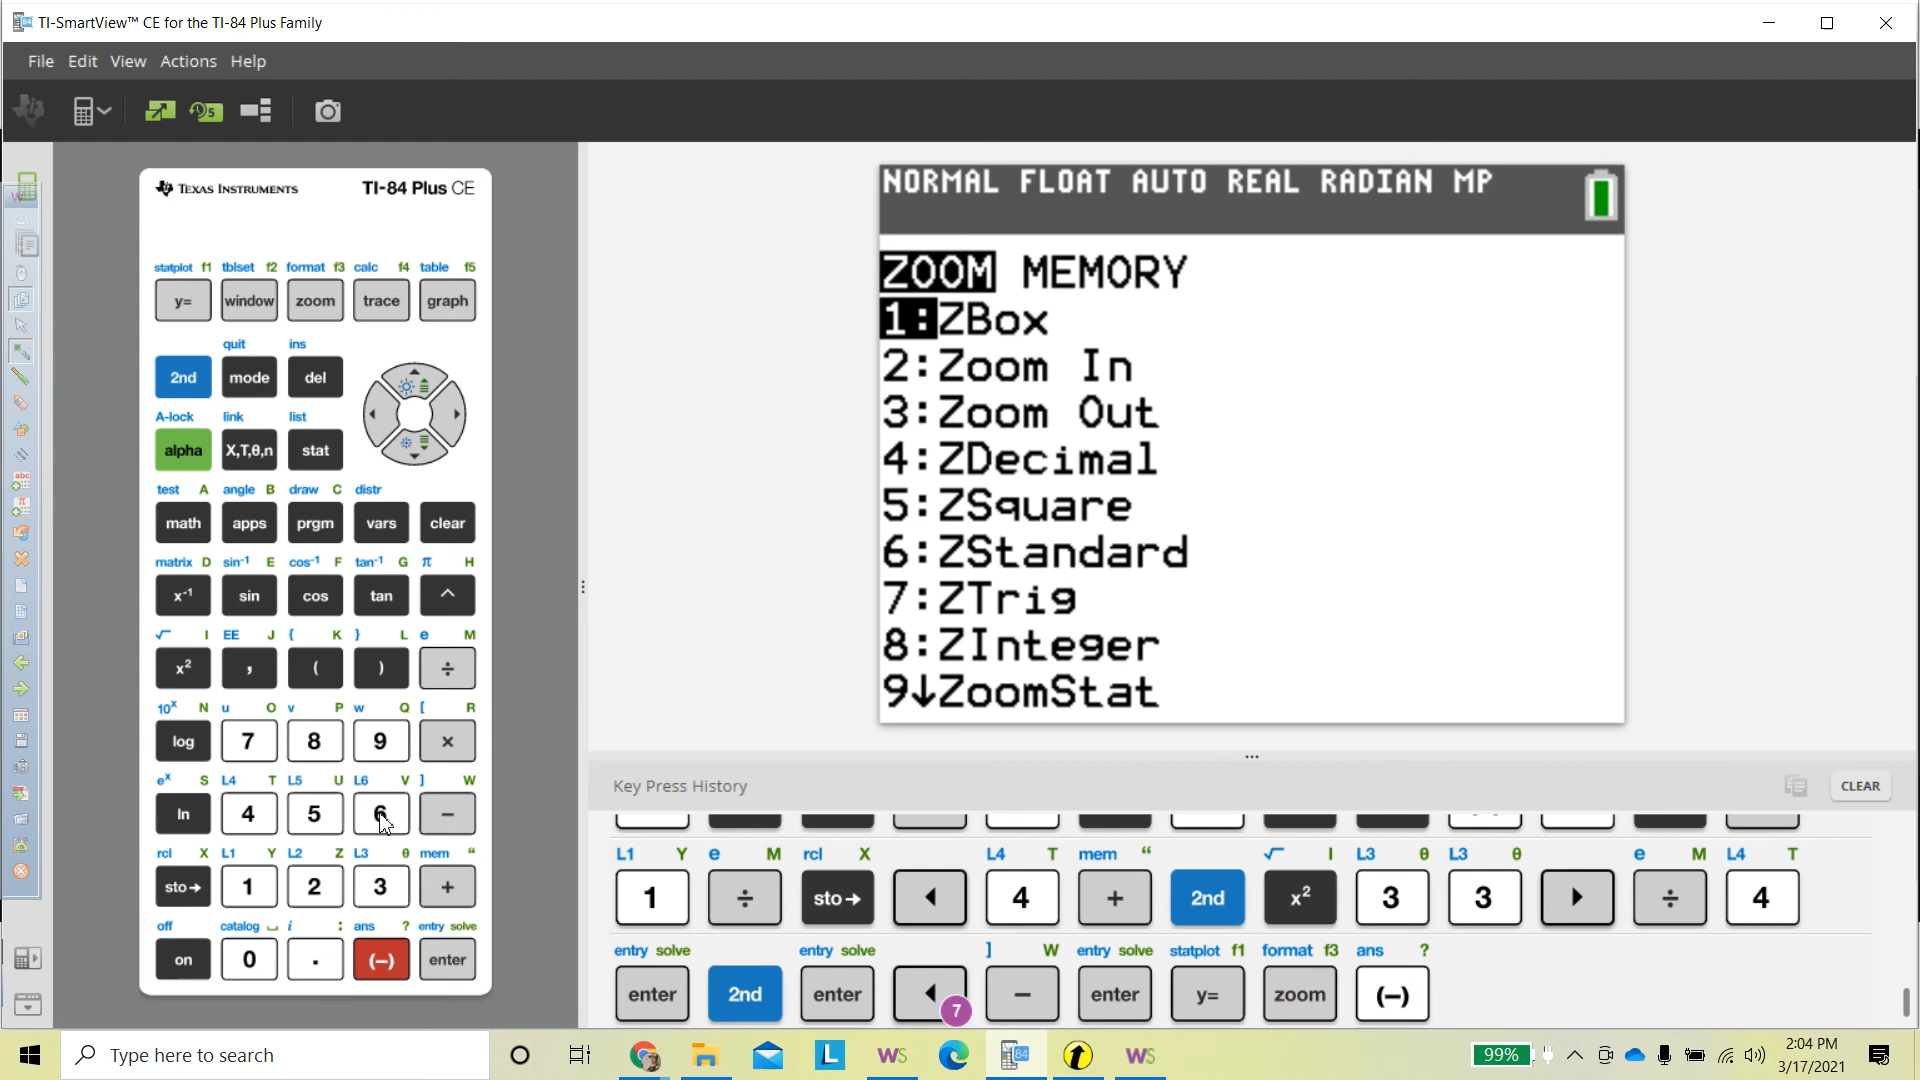 TI-SmartView™ CE for the TI-84 Plus Family
File Edit View Actions Help
TEXAS INSTRUMENTS TI-84 Plus CE
statplot f1 tblset f2 format f3 calc f4 table f5
y= window zoom trace graph
quit ins
2nd mode del
A-lock link list
alpha X,T,θ,n stat
test A angle B draw C distr
math apps prgm vars clear
matrix D sin-1 E cos-1 F tan-1 G π H
x-1 sin cos tan ^
√ I EE J { K } L e M
x² , ( ) ÷
10x N u O v P w Q [ R
log 7 8 9 ×
ex S L4 T L5 U L6 V ] W
ln 4 5 6 −
rcl X L1 Y L2 Z L3 θ mem "
sto→ 1 2 3 +
off catalog ⎵ i : ans ? entry solve
on 0 . (−) enter
NORMAL FLOAT AUTO REAL RADIAN MP
ZOOM MEMORY
1:ZBox
2:Zoom In
3:Zoom Out
4:ZDecimal
5:ZSquare
6:ZStandard
7:ZTrig
8:ZInteger
9↓ZoomStat
Key Press History CLEAR
L1 Y e M rcl X L4 T mem " √ I L3 θ L3 θ e M L4 T
1 ÷ sto→ 4 + 2nd x² 3 3 ÷ 4
entry solve entry solve ] W entry solve statplot f1 format f3 ans ?
enter 2nd enter 7 − enter y= zoom (−)
Type here to search
99%
2:04 PM
3/17/2021